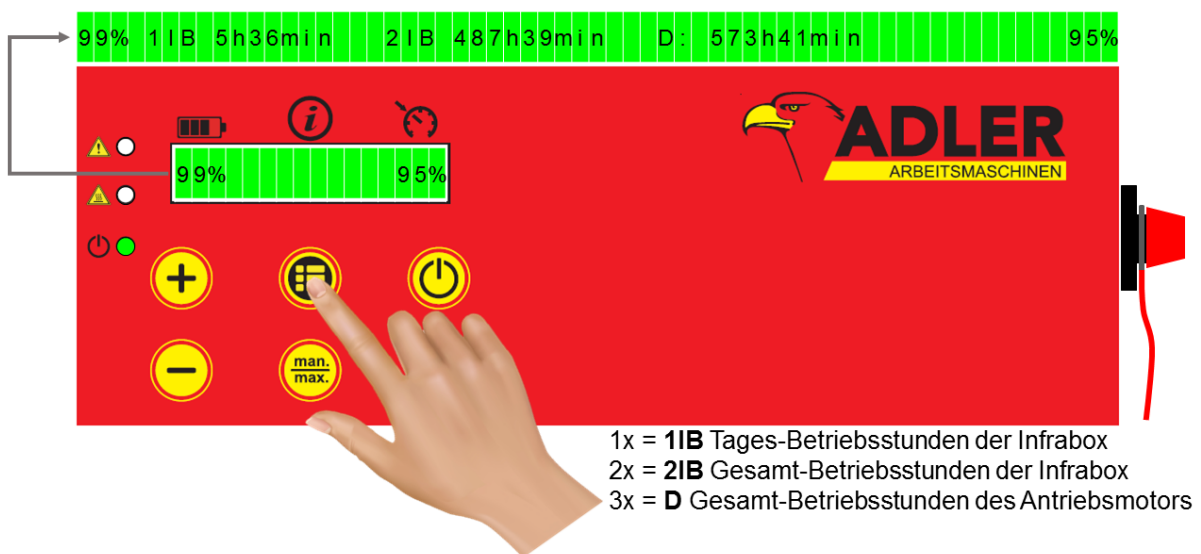 99% 1IB 5h36min 2IB 487h39min D: 573h41min 95%
ADLER
ARBEITSMASCHINEN
99% 95%
man.
max.
1x = 1IB Tages-Betriebsstunden der Infrabox
2x = 2IB Gesamt-Betriebsstunden der Infrabox
3x = D Gesamt-Betriebsstunden des Antriebsmotors